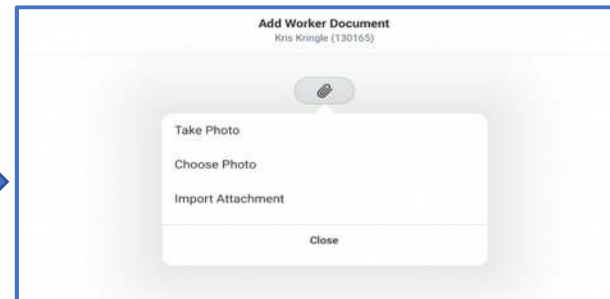 Add Worker Document
Kris Kringle (130165)
Take Photo
Choose Photo
Import Attachment
Close